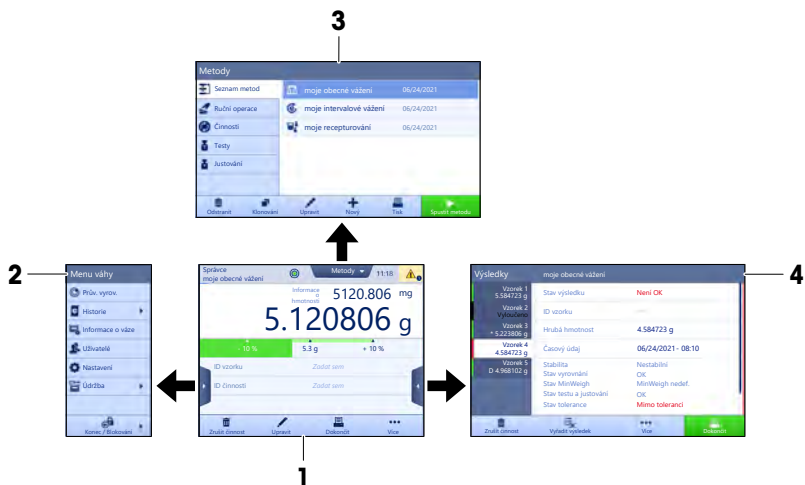 3
Metody
Seznam metod
moje obecné vážení 06/24/2021
Ruční operace
moje intervalové vážení 06/24/2021
Činnosti
moje recepturování 06/24/2021
Testy
Justování
Odstranit Klonování Upravit Nový Tisk Spustit metodu
2
Menu váhy
Prův. vyrov.
Historie
Informace o váze
Uživatelé
Nastavení
Údržba
Konec / Blokování
Správce
moje obecné vážení
Metody 11:18
Informace
o
hmotnosti
5120.806 mg
5.120806 g
- 10 % 5.3 g + 10 %
ID vzorku Zadat sem
ID činnosti Zadat sem
Zrušit činnost Upravit Dokončit Více
1
4
Výsledky moje obecné vážení
Vzorek 1
5.584723 g
Vzorek 2
Vyloučeno
Vzorek 3
* 5.223806 g
Vzorek 4
4.584723 g
Vzorek 5
D 4.968102 g
Stav výsledku Není OK
ID vzorku
Hrubá hmotnost 4.584723 g
Časový údaj 06/24/2021 - 08:10
Stabilita Nestabilní
Stav vyrovnání OK
Stav MinWeigh MinWeigh nedef.
Stav testu a justování OK
Stav tolerance Mimo toleranci
Zrušit činnost Vyřadit výsledek Více Dokončit